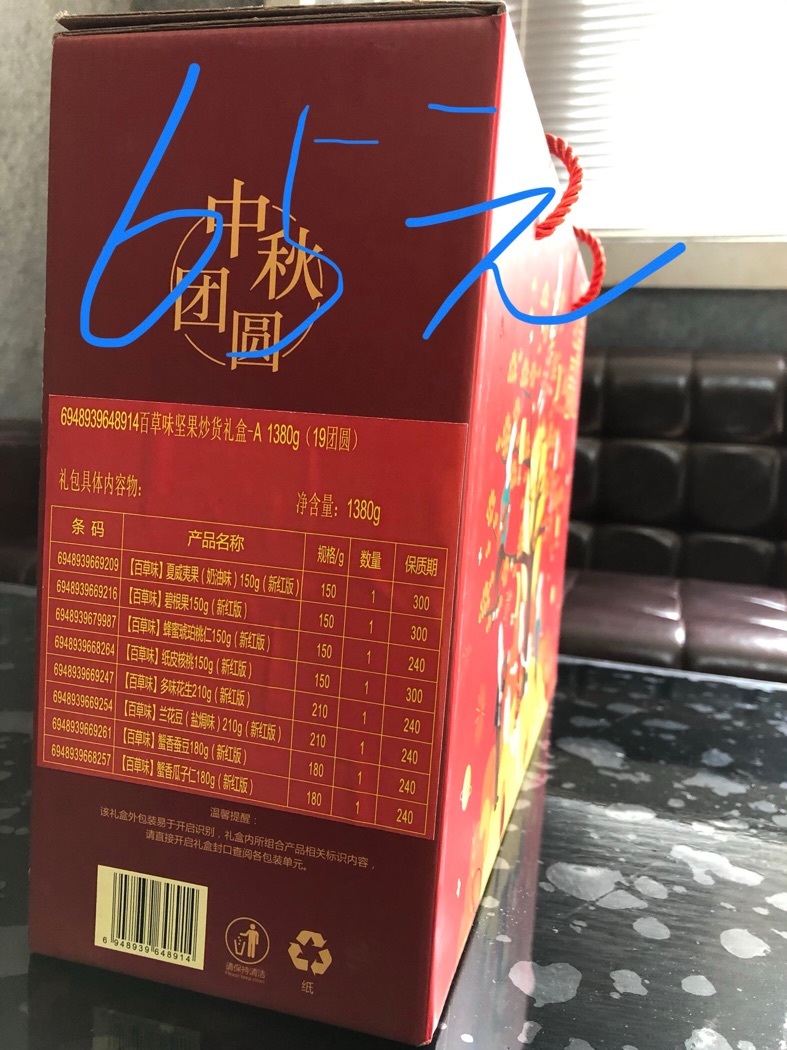 65元
中秋
团圆
6948939648914百草味坚果炒货礼盒-A 1380g（19团圆）
礼包具体内容物：
净含量：1380g
条码 产品名称 规格/g 数量 保质期
6948939669209 【百草味】夏威夷果（奶油味）150g（新红版） 150 1 300
6948939669216 【百草味】碧根果150g（新红版） 150 1 300
6948939679987 【百草味】蜂蜜琥珀桃仁150g（新红版） 150 1 240
6948939668264 【百草味】纸皮核桃150g（新红版） 150 1 300
6948939669247 【百草味】多味花生210g（新红版） 210 1 240
6948939669254 【百草味】兰花豆（盐焗味）210g（新红版） 210 1 240
6948939669261 【百草味】蟹香蚕豆180g（新红版） 180 1 240
6948939668257 【百草味】蟹香瓜子仁180g（新红版） 180 1 240
温馨提醒：
该礼盒外包装易于开启识别，礼盒内所组合产品相关标识内容，
请直接开启礼盒封口查阅各包装单元。
6 948939 648914
请保持清洁
纸